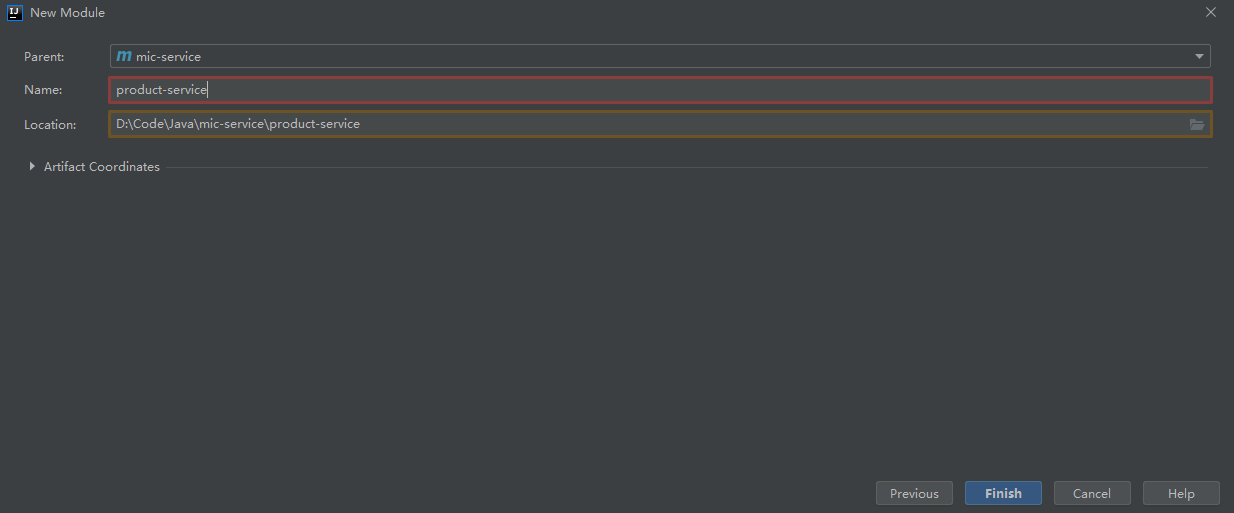 IJ New Module
Parent: m mic-service
Name: product-service
Location: D:\Code\Java\mic-service\product-service
Artifact Coordinates
Previous Finish Cancel Help